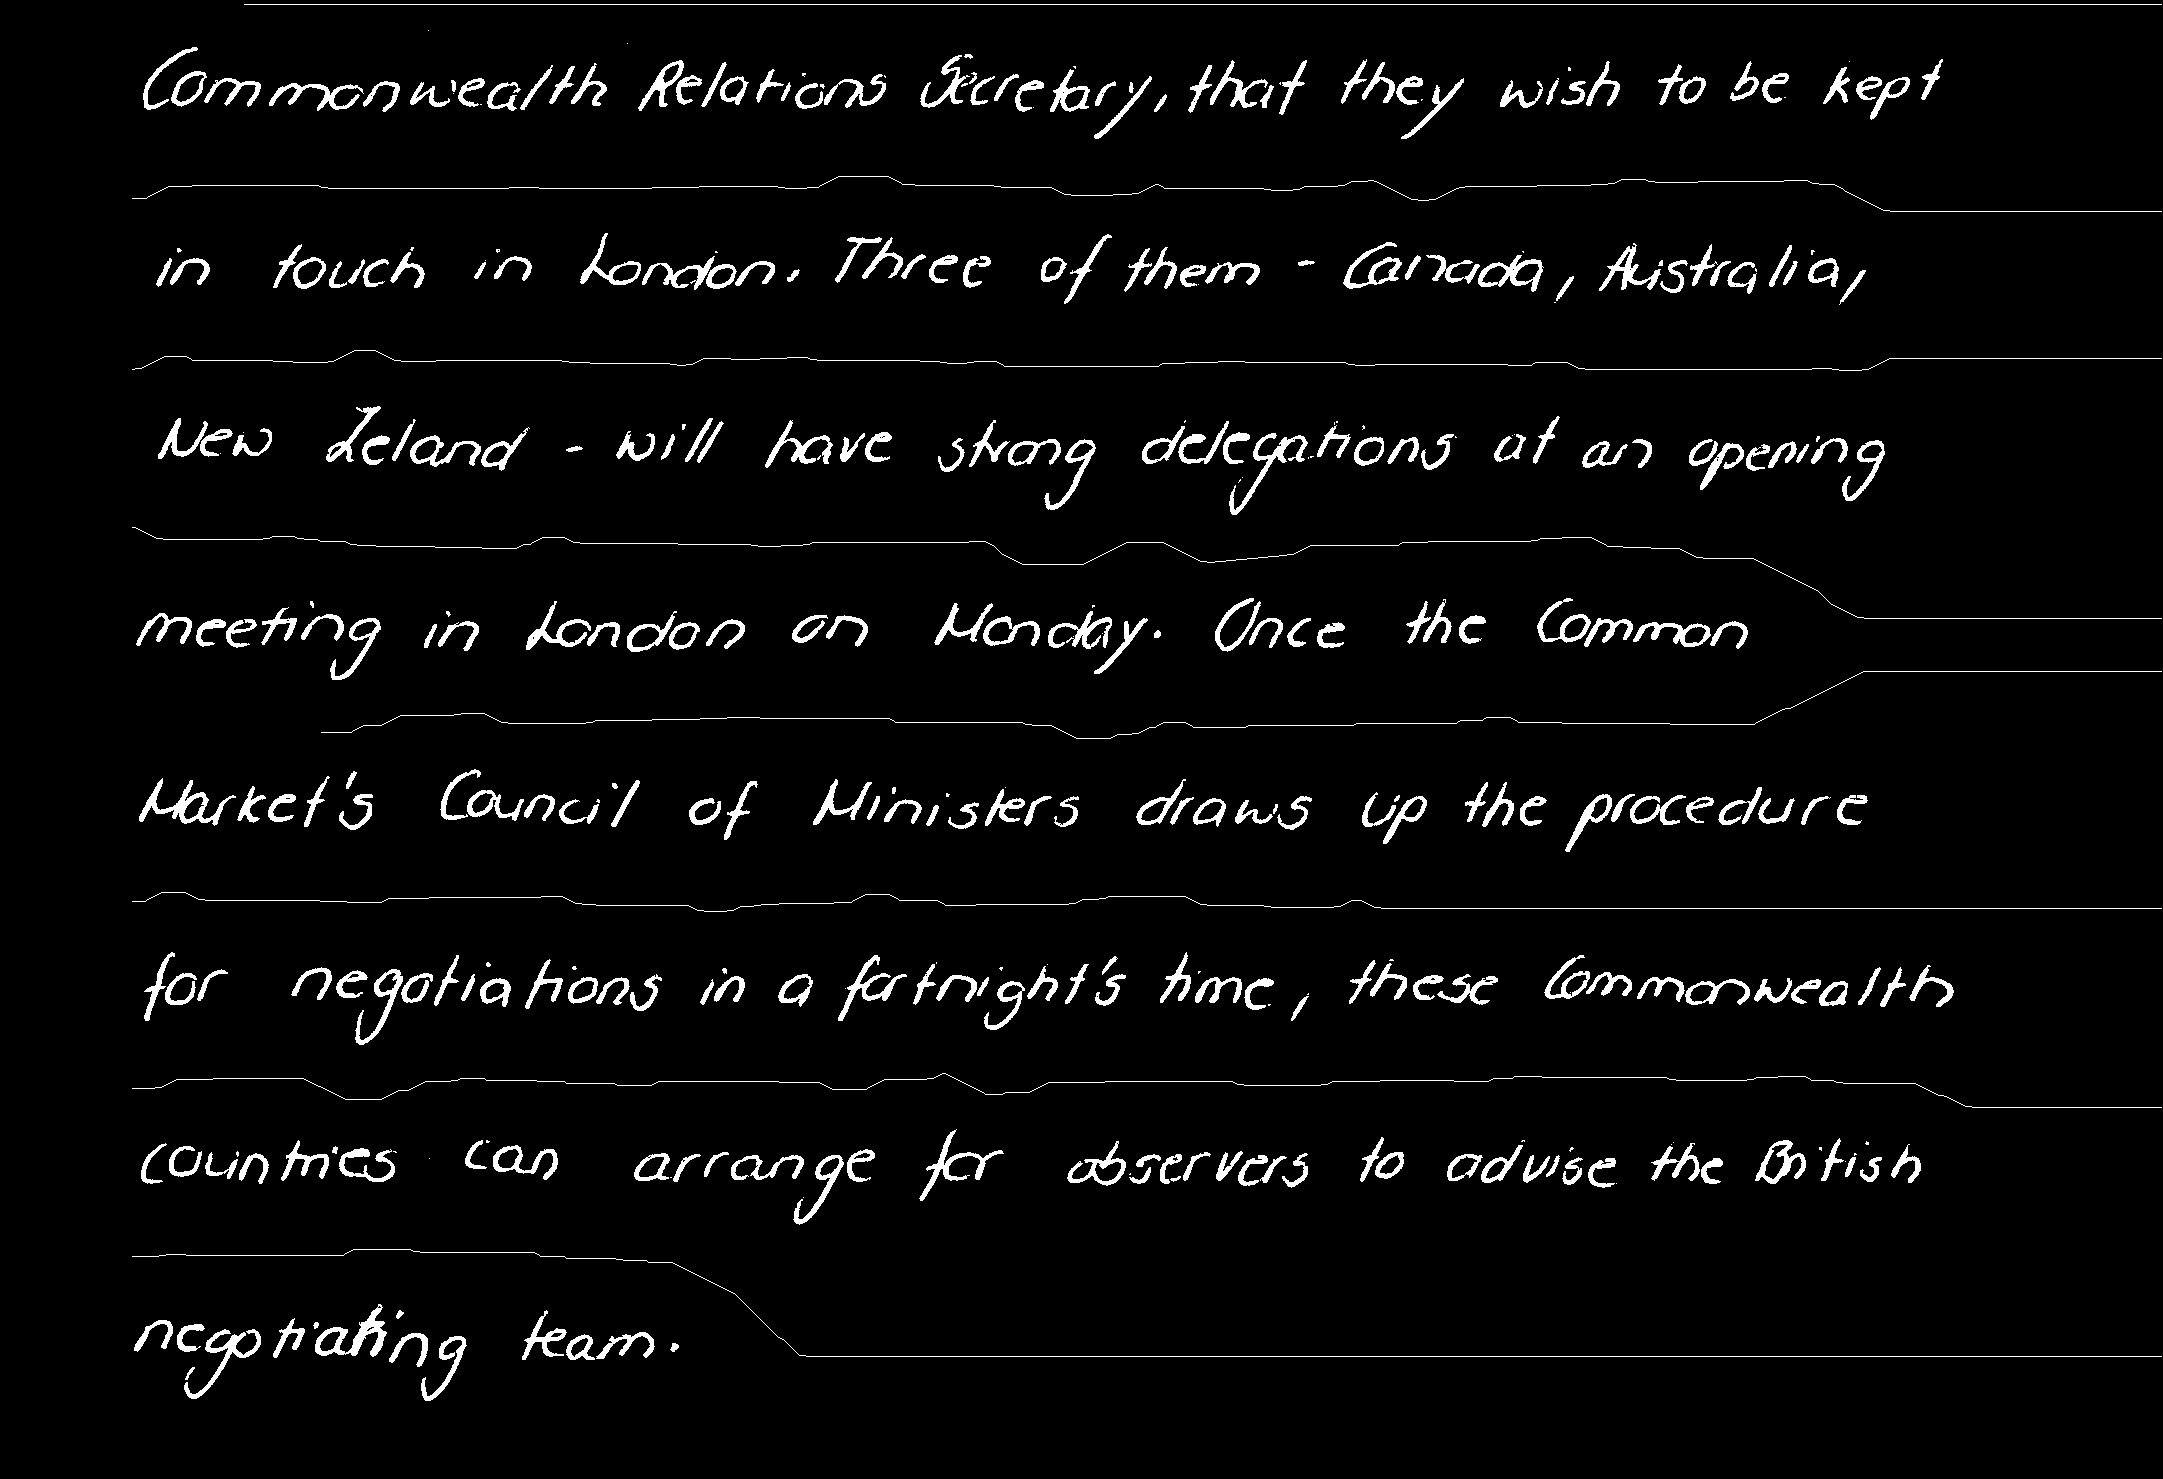 Commonwealth Relations Secretary, that they wish to be kept
in touch in London. Three of them - Canada, Australia,
New Zeland - will have strong delegations at an opening
meeting in London on Monday. Once the Common
Market's Council of Ministers draws up the procedure
for negotiations in a fortnight's time, these Commonwealth
countries can arrange for observers to advise the British
negotiating team.